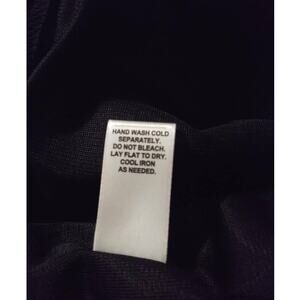 HAND WASH COLD
SEPARATELY.
DO NOT BLEACH.
LAY FLAT TO DRY.
COOL IRON
AS NEEDED.